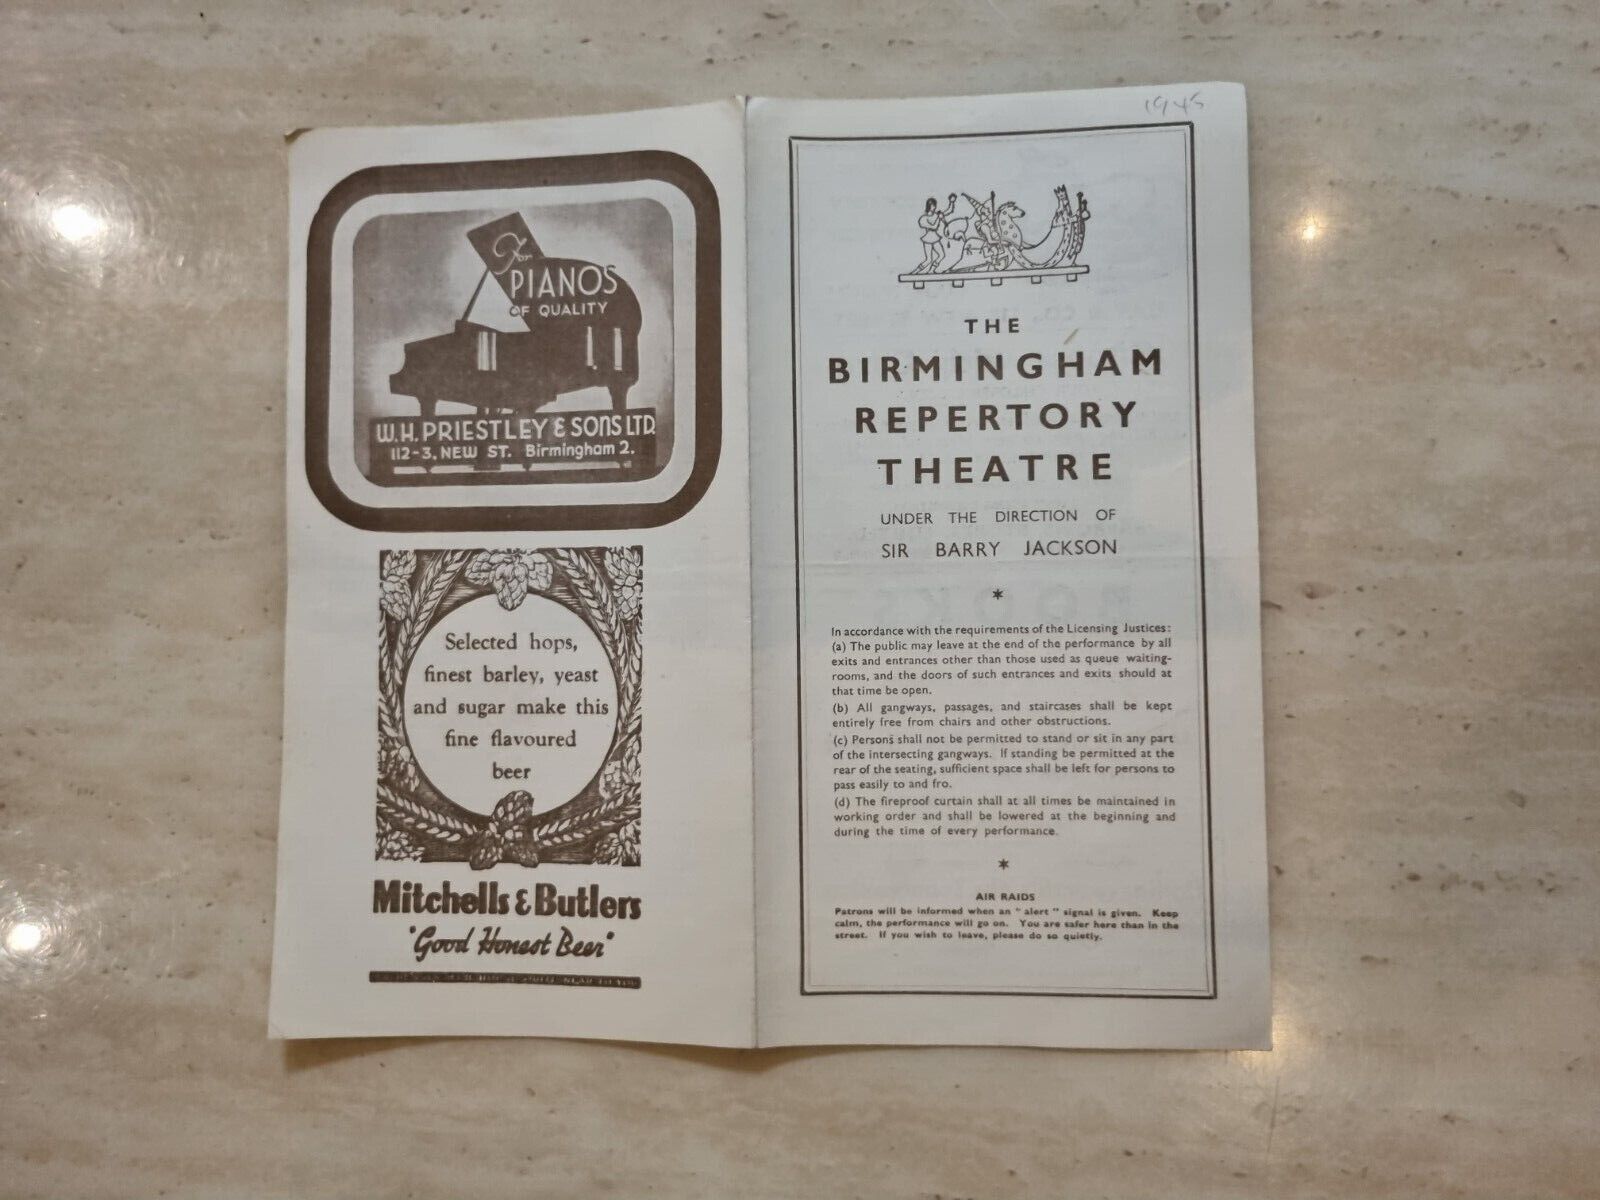 For
PIANOS
OF QUALITY
W.H. PRIESTLEY & SONS LTD.
112-3, NEW ST. Birmingham 2.
Selected hops,
finest barley, yeast
and sugar make this
fine flavoured
beer
Mitchells & Butlers
"Good Honest Beer"
1945
THE
BIRMINGHAM
REPERTORY
THEATRE
UNDER THE DIRECTION OF
SIR BARRY JACKSON
*
In accordance with the requirements of the Licensing Justices:
(a) The public may leave at the end of the performance by all
exits and entrances other than those used as queue waiting-
rooms, and the doors of such entrances and exits should at
that time be open.
(b) All gangways, passages, and staircases shall be kept
entirely free from chairs and other obstructions.
(c) Persons shall not be permitted to stand or sit in any part
of the intersecting gangways. If standing be permitted at the
rear of the seating, sufficient space shall be left for persons to
pass easily to and fro.
(d) The fireproof curtain shall at all times be maintained in
working order and shall be lowered at the beginning and
during the time of every performance.
*
AIR RAIDS
Patrons will be informed when an "alert" signal is given. Keep
calm, the performance will go on. You are safer here than in the
street. If you wish to leave, please do so quietly.